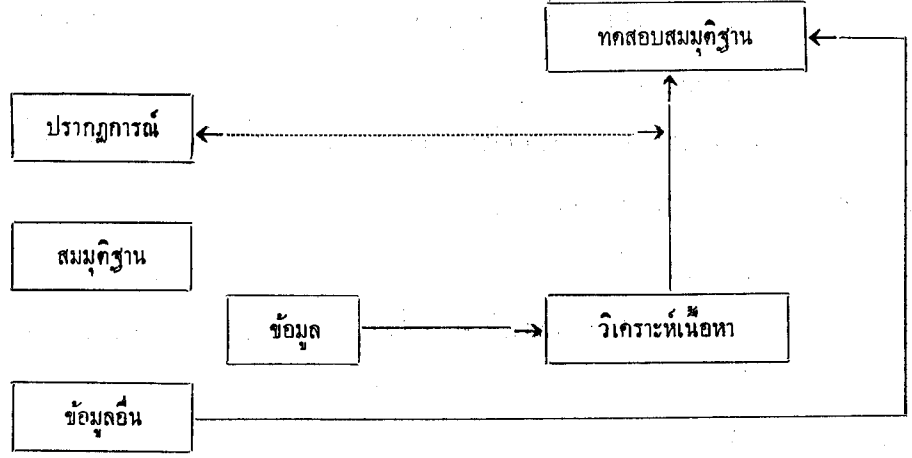 ทดสอบสมมุติฐาน
ปรากฏการณ์
สมมุติฐาน
ข้อมูล
วิเคราะห์เนื้อหา
ข้อมูลอื่น